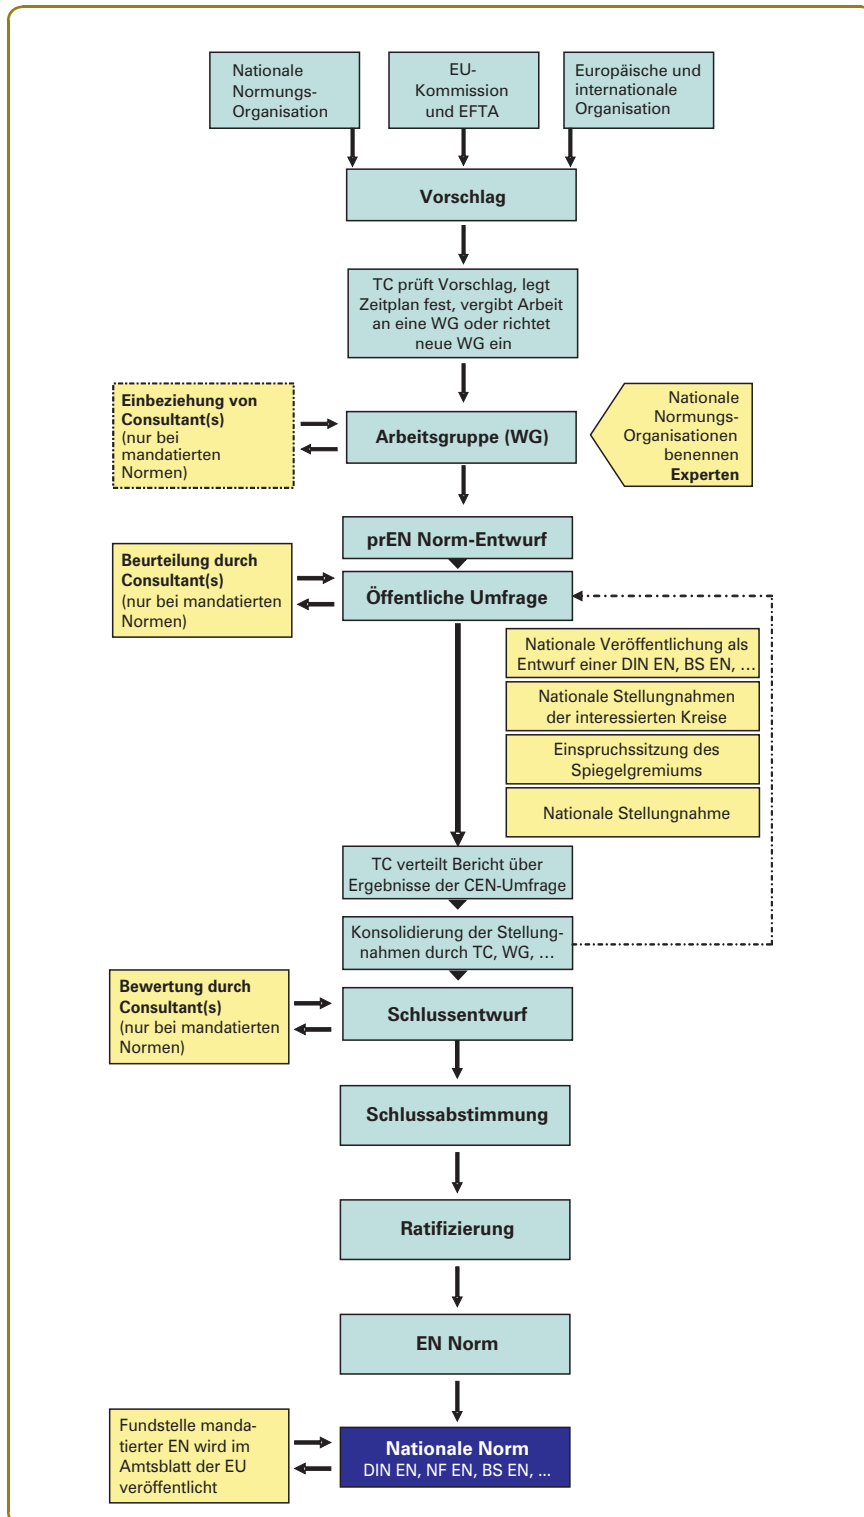 Nationale
Normungs-
Organisation
EU-
Kommission
und EFTA
Europäische und
internationale
Organisation
Vorschlag
TC prüft Vorschlag, legt
Zeitplan fest, vergibt Arbeit
an eine WG oder richtet
neue WG ein
Einbeziehung von
Consultant(s)
(nur bei
mandatierten
Normen)
Arbeitsgruppe (WG)
Nationale
Normungs-
Organisationen
benennen
Experten
prEN Norm-Entwurf
Beurteilung durch
Consultant(s)
(nur bei mandatierten
Normen)
Öffentliche Umfrage
Nationale Veröffentlichung als
Entwurf einer DIN EN, BS EN, …
Nationale Stellungnahmen
der interessierten Kreise
Einspruchssitzung des
Spiegelgremiums
Nationale Stellungnahme
TC verteilt Bericht über
Ergebnisse der CEN-Umfrage
Konsolidierung der Stellung-
nahmen durch TC, WG, …
Bewertung durch
Consultant(s)
(nur bei mandatierten
Normen)
Schlussentwurf
Schlussabstimmung
Ratifizierung
EN Norm
Fundstelle manda-
tierter EN wird im
Amtsblatt der EU
veröffentlicht
Nationale Norm
DIN EN, NF EN, BS EN, ...